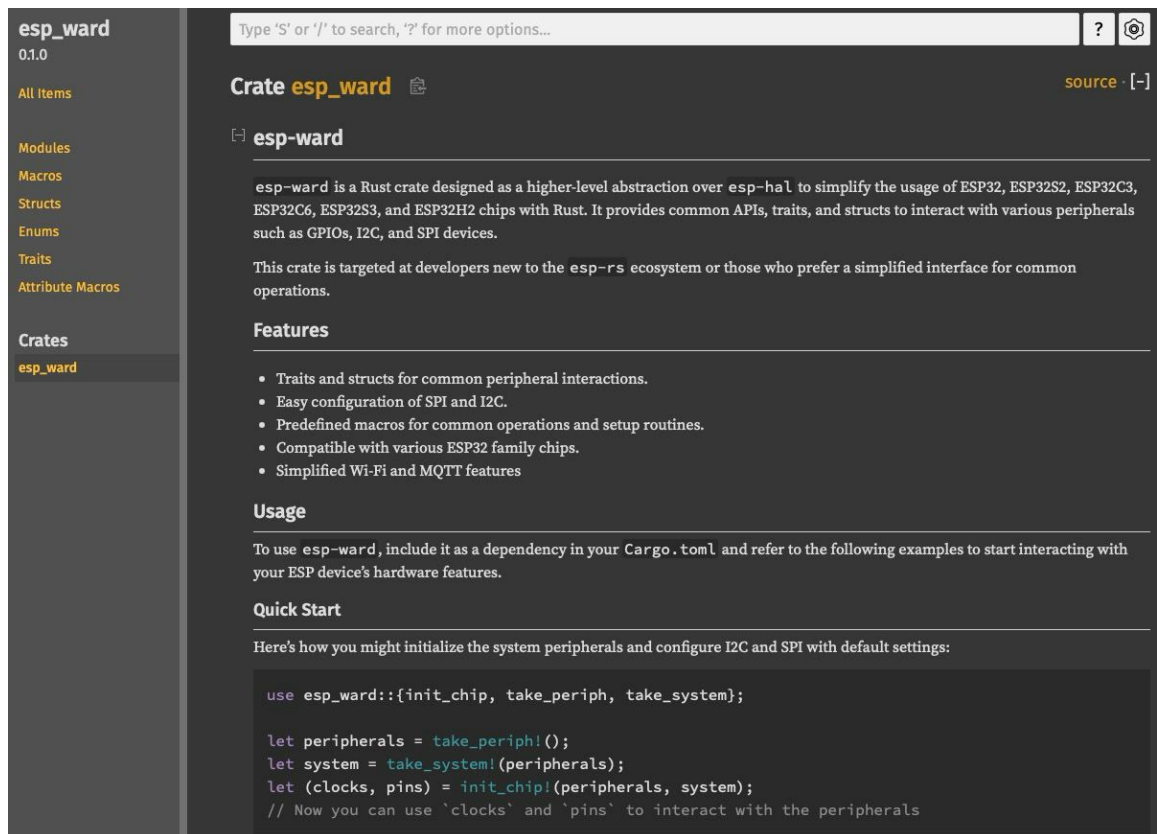 esp_ward
0.1.0
All Items
Modules
Macros
Structs
Enums
Traits
Attribute Macros
Crates
esp_ward
Type ‘S’ or ‘/’ to search, ‘?’ for more options…
?
Crate esp_ward
source · [−]
[−] esp-ward
esp-ward is a Rust crate designed as a higher-level abstraction over esp-hal to simplify the usage of ESP32, ESP32S2, ESP32C3,
ESP32C6, ESP32S3, and ESP32H2 chips with Rust. It provides common APIs, traits, and structs to interact with various peripherals
such as GPIOs, I2C, and SPI devices.
This crate is targeted at developers new to the esp-rs ecosystem or those who prefer a simplified interface for common
operations.
Features
• Traits and structs for common peripheral interactions.
• Easy configuration of SPI and I2C.
• Predefined macros for common operations and setup routines.
• Compatible with various ESP32 family chips.
• Simplified Wi-Fi and MQTT features
Usage
To use esp-ward, include it as a dependency in your Cargo.toml and refer to the following examples to start interacting with
your ESP device’s hardware features.
Quick Start
Here’s how you might initialize the system peripherals and configure I2C and SPI with default settings:
use esp_ward::{init_chip, take_periph, take_system};
let peripherals = take_periph!();
let system = take_system!(peripherals);
let (clocks, pins) = init_chip!(peripherals, system);
// Now you can use `clocks` and `pins` to interact with the peripherals